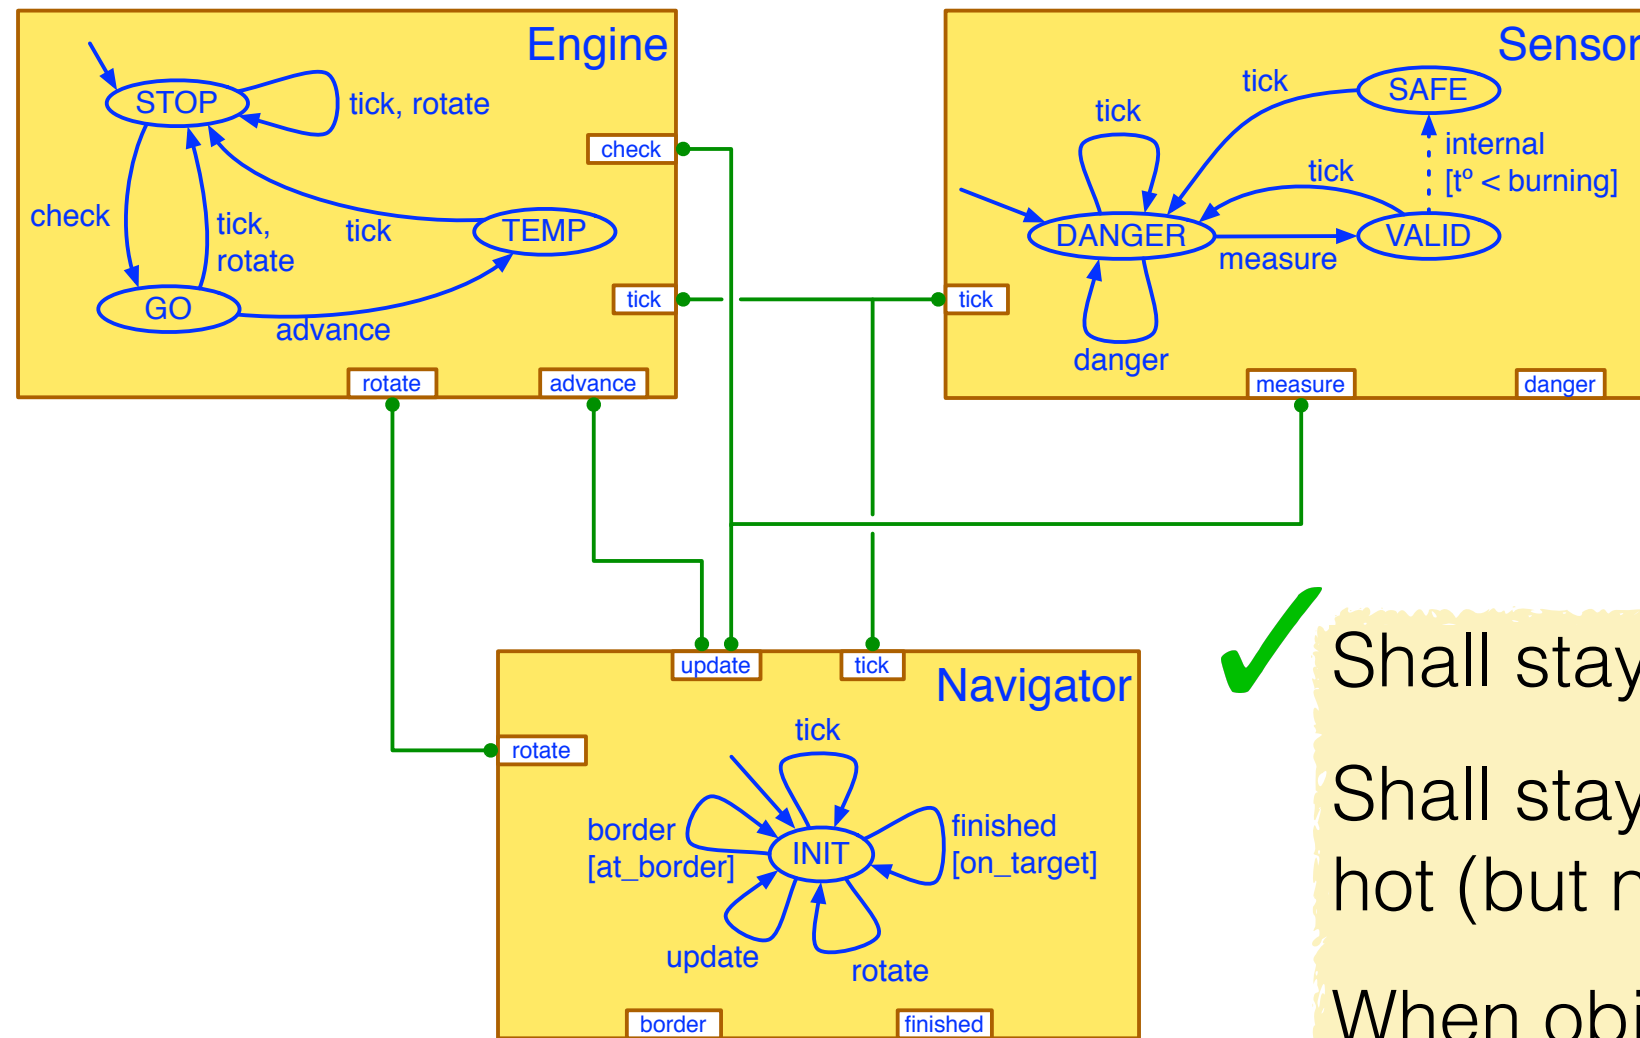 Engine
STOP
tick, rotate
check
check
tick,
rotate
tick
TEMP
GO
advance
tick
rotate
advance
Sensor
tick
SAFE
tick
internal
[tº < burning]
tick
DANGER
VALID
measure
tick
danger
measure
danger
update
tick
Navigator
rotate
tick
border
[at_border]
INIT
finished
[on_target]
update
rotate
border
finished
✓
Shall stay
Shall stay
hot (but n
When obj